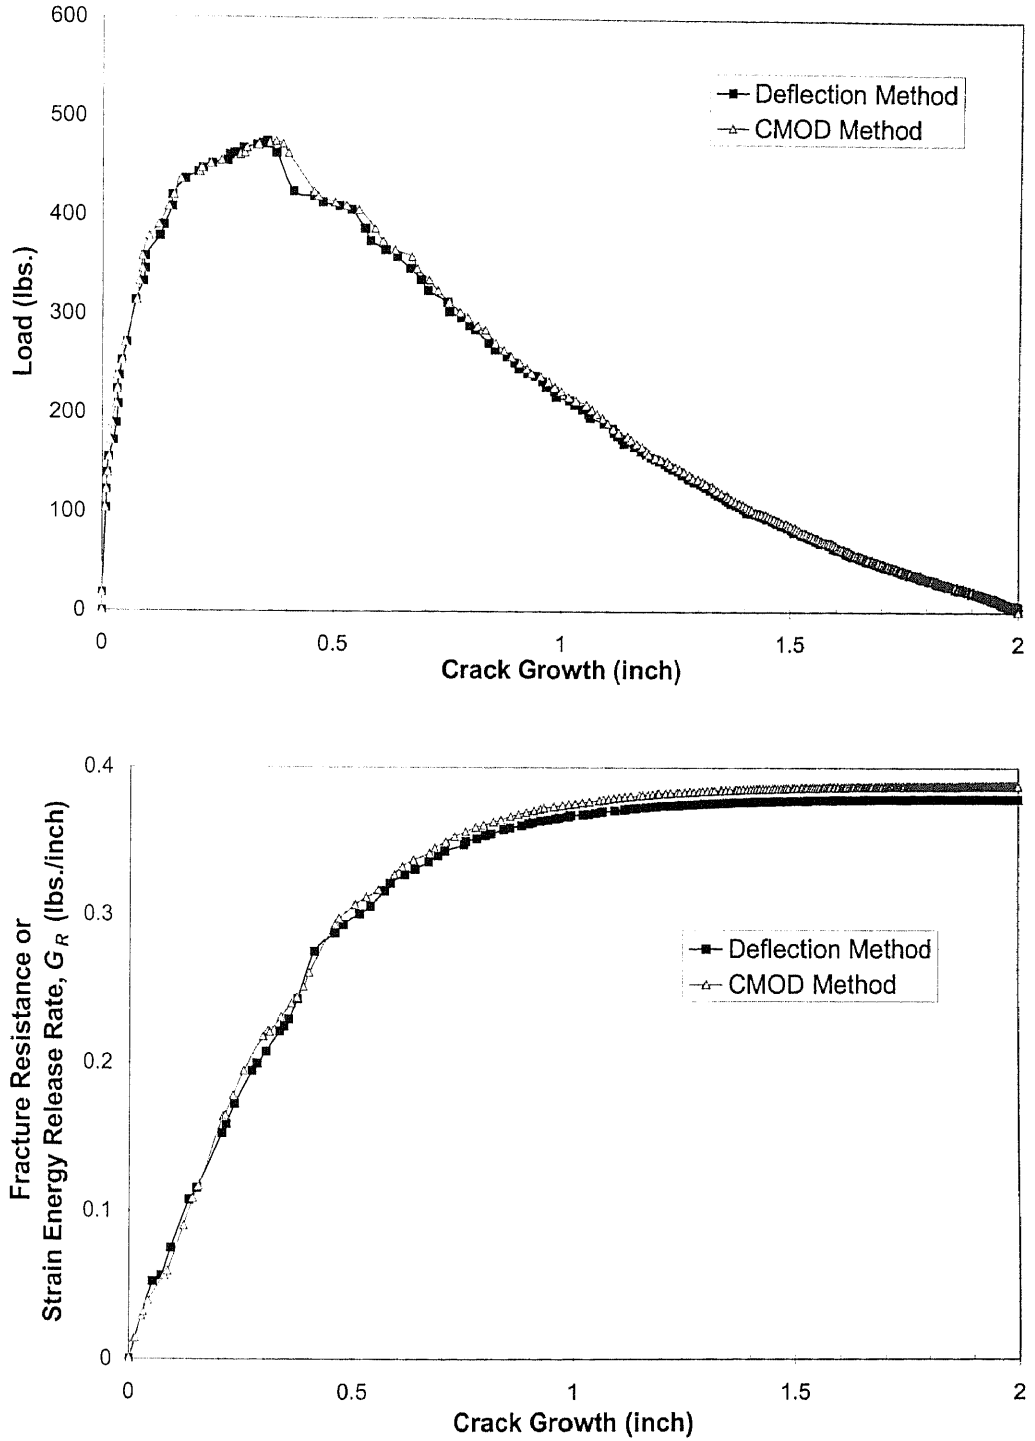 600
500
400
300
200
100
0
Load (lbs.)
Deflection Method
CMOD Method
0 0.5 1 1.5 2
Crack Growth (inch)
0.4
0.3
0.2
0.1
0
Fracture Resistance or
Strain Energy Release Rate, G_R (lbs./inch)
Deflection Method
CMOD Method
0 0.5 1 1.5 2
Crack Growth (inch)